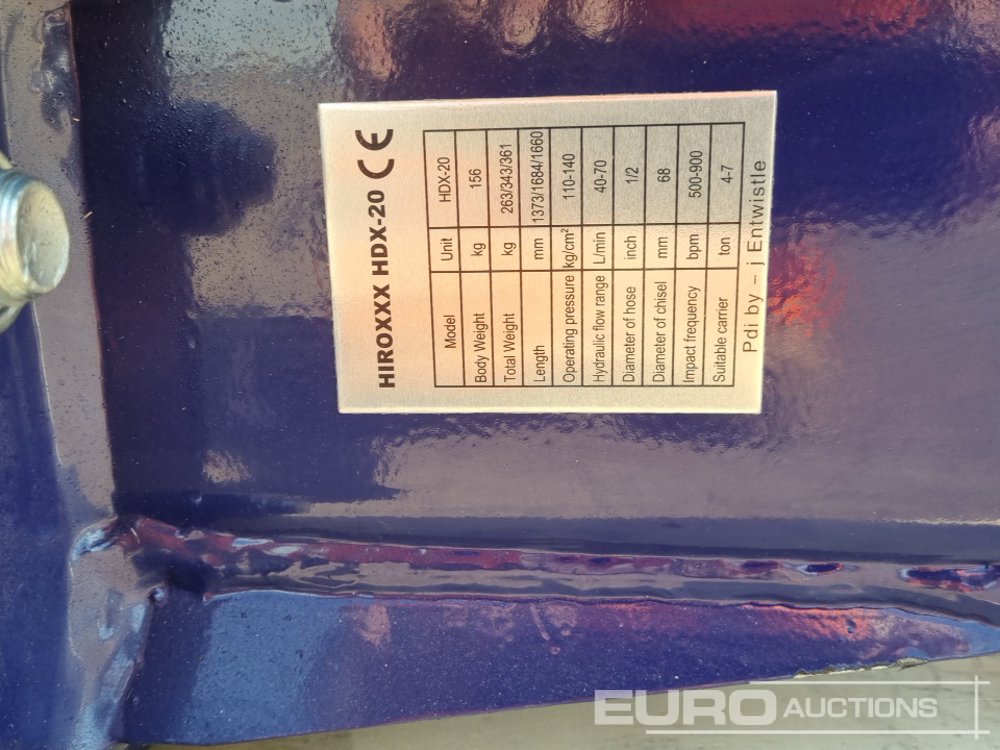 HIROXXX HDX-20 CE
Model Unit HDX-20
Body Weight kg 156
Total Weight kg 263/343/361
Length mm 1373/1684/1660
Operating pressure kg/cm² 110-140
Hydraulic flow range L/min 40-70
Diameter of hose inch 1/2
Diameter of chisel mm 68
Impact frequency bpm 500-900
Suitable carrier ton 4-7
Pdi by – j Entwistle
EURO AUCTIONS